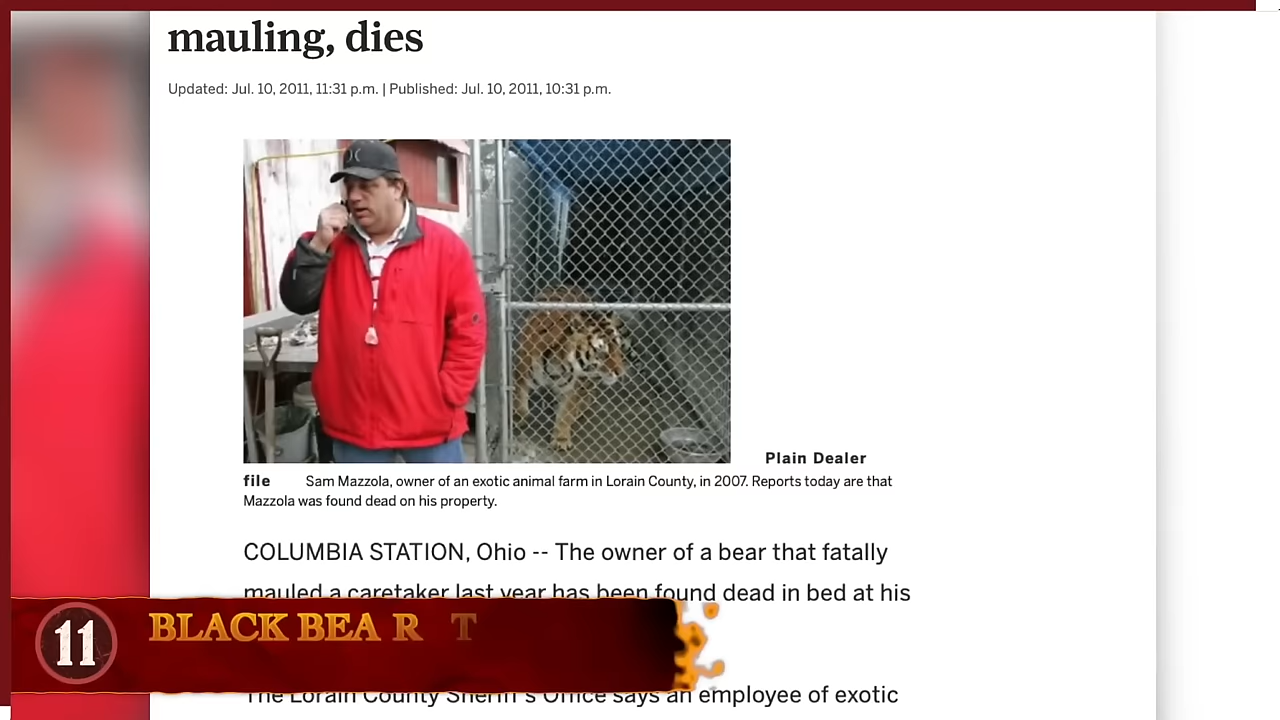 mauling, dies
Updated: Jul. 10, 2011, 11:31 p.m. | Published: Jul. 10, 2011, 10:31 p.m.
Plain Dealer
file Sam Mazzola, owner of an exotic animal farm in Lorain County, in 2007. Reports today are that
Mazzola was found dead on his property.
COLUMBIA STATION, Ohio -- The owner of a bear that fatally
mauled a caretaker last year has been found dead in bed at his
11 BLACK BEAR T
The Lorain County Sheriff's Office says an employee of exotic